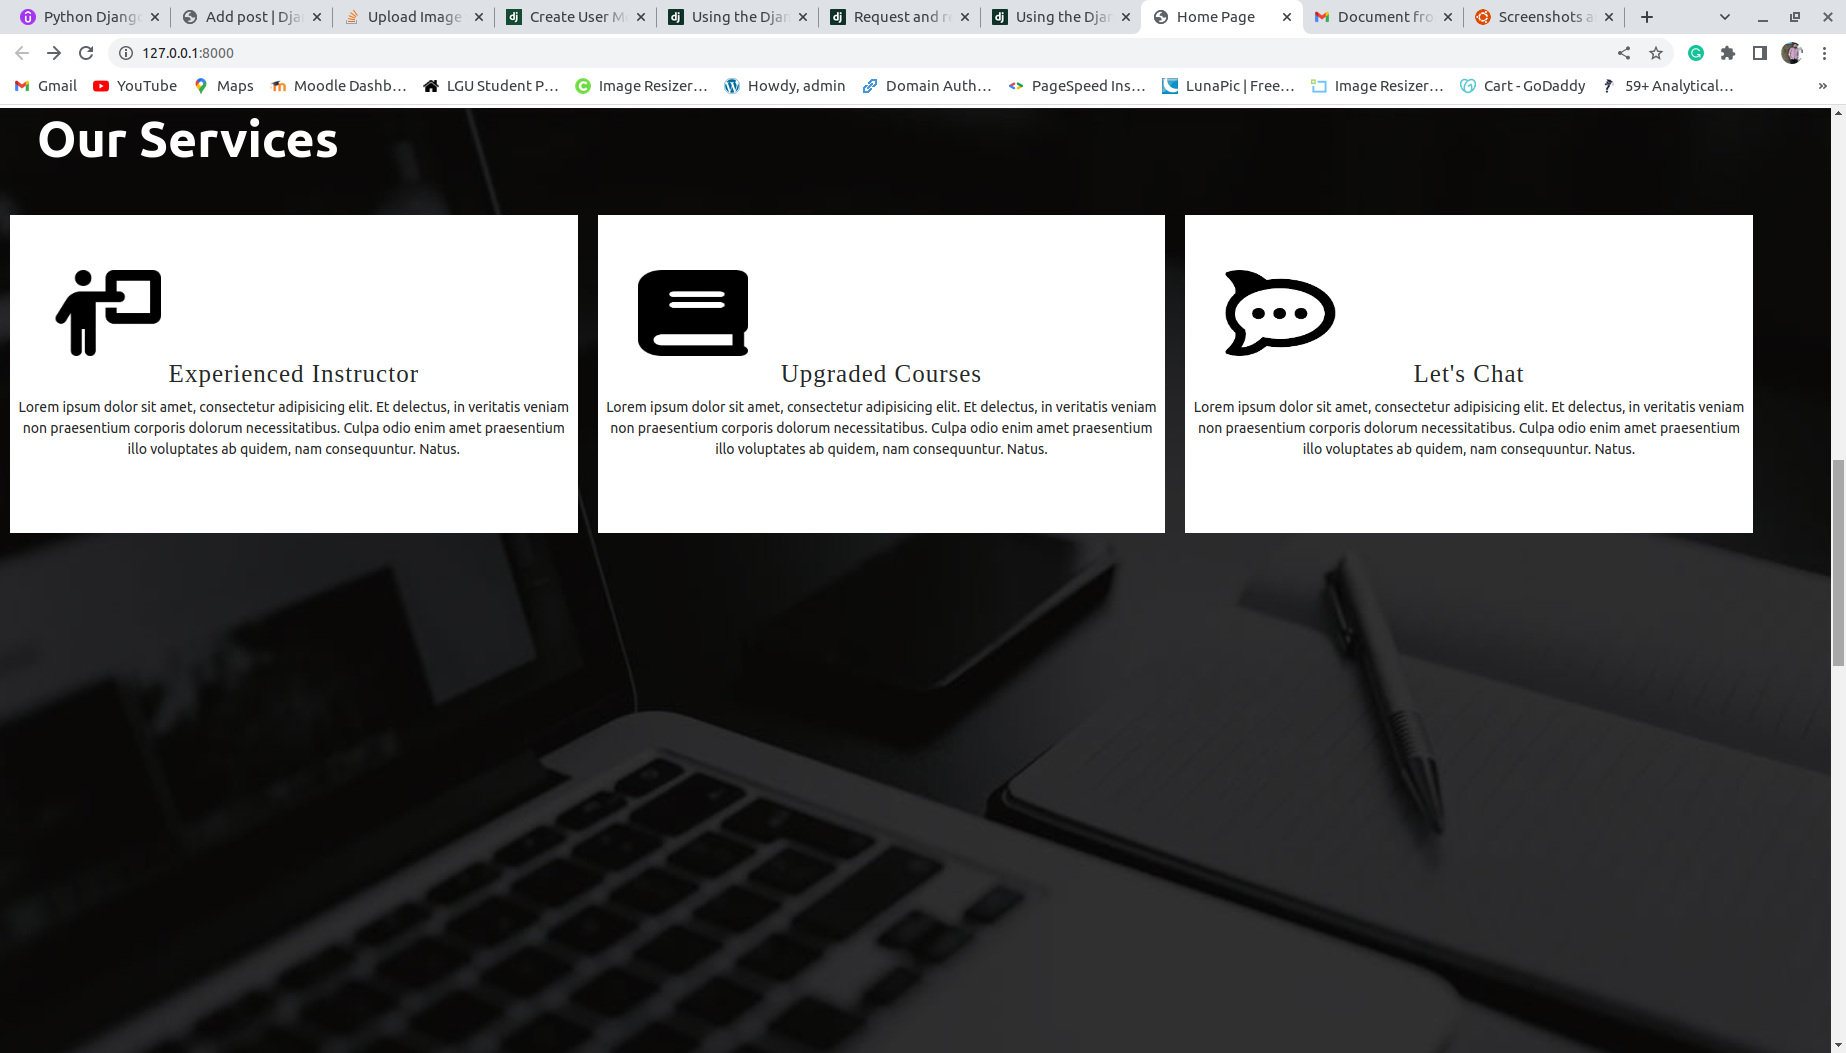 Python Djang
Add post | Dja
Upload Image
Create User M
Using the Djan
Request and re
Using the Djan
Home Page
Document fro
Screenshots a
127.0.0.1:8000
Gmail
YouTube
Maps
Moodle Dashb...
LGU Student P...
Image Resizer...
Howdy, admin
Domain Auth...
PageSpeed Ins...
LunaPic | Free...
Image Resizer...
Cart - GoDaddy
59+ Analytical...
»
Our Services
Experienced Instructor
Lorem ipsum dolor sit amet, consectetur adipisicing elit. Et delectus, in veritatis veniam
non praesentium corporis dolorum necessitatibus. Culpa odio enim amet praesentium
illo voluptates ab quidem, nam consequuntur. Natus.
Upgraded Courses
Lorem ipsum dolor sit amet, consectetur adipisicing elit. Et delectus, in veritatis veniam
non praesentium corporis dolorum necessitatibus. Culpa odio enim amet praesentium
illo voluptates ab quidem, nam consequuntur. Natus.
Let's Chat
Lorem ipsum dolor sit amet, consectetur adipisicing elit. Et delectus, in veritatis veniam
non praesentium corporis dolorum necessitatibus. Culpa odio enim amet praesentium
illo voluptates ab quidem, nam consequuntur. Natus.